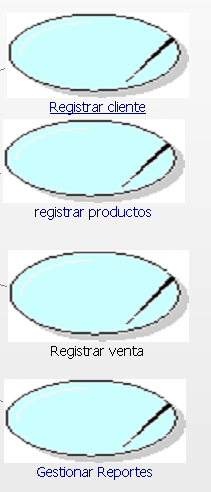 Registrar cliente
registrar productos
Registrar venta
Gestionar Reportes